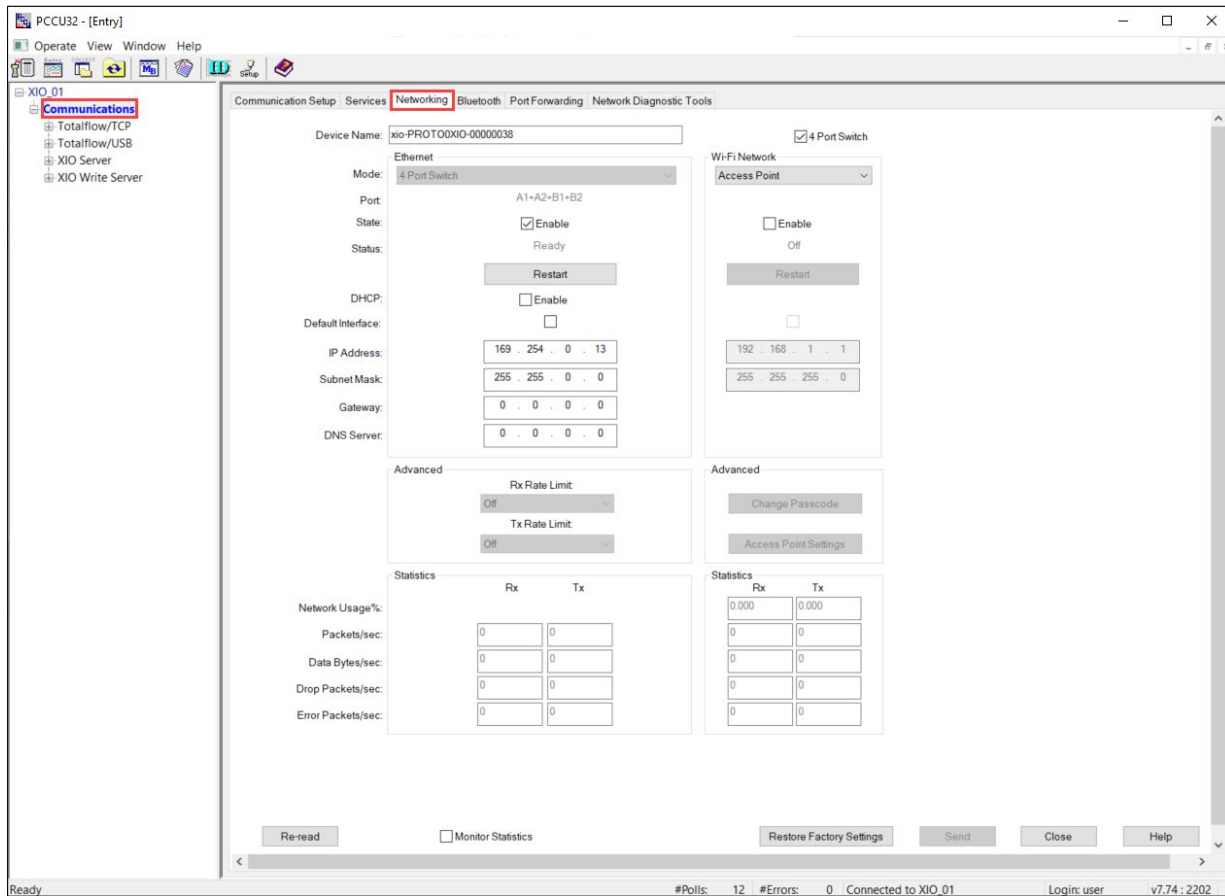 PCCU32 - [Entry]
Operate View Window Help
XIO_01
Communications
Totalflow/TCP
Totalflow/USB
XIO Server
XIO Write Server
Communication Setup Services Networking Bluetooth Port Forwarding Network Diagnostic Tools
Device Name: xio-PROTO0XIO-00000038 4 Port Switch
Ethernet Wi-Fi Network
Mode: 4 Port Switch Access Point
Port: A1+A2+B1+B2
State: Enable Enable
Status: Ready Off
Restart Restart
DHCP: Enable
Default Interface:
IP Address: 169 . 254 . 0 . 13 192 . 168 . 1 . 1
Subnet Mask: 255 . 255 . 0 . 0 255 . 255 . 255 . 0
Gateway: 0 . 0 . 0 . 0
DNS Server: 0 . 0 . 0 . 0
Advanced Advanced
Rx Rate Limit:
Off Change Passcode
Tx Rate Limit:
Off Access Point Settings
Statistics Statistics
Rx Tx Rx Tx
Network Usage%: 0.000 0.000
Packets/sec: 0 0 0 0
Data Bytes/sec: 0 0 0 0
Drop Packets/sec: 0 0 0 0
Error Packets/sec: 0 0 0 0
Re-read Monitor Statistics Restore Factory Settings Send Close Help
Ready #Polls: 12 #Errors: 0 Connected to XIO_01 Login: user v7.74 : 2202